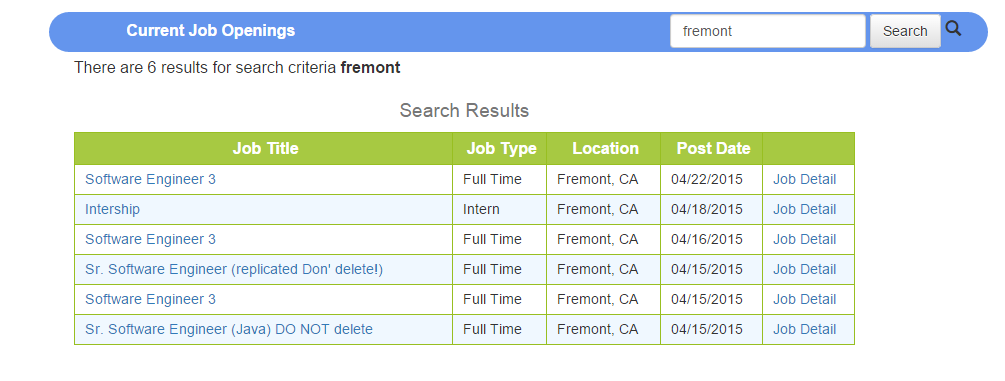 Current Job Openings fremont Search
There are 6 results for search criteria fremont
Search Results
Job Title Job Type Location Post Date
Software Engineer 3 Full Time Fremont, CA 04/22/2015 Job Detail
Intership Intern Fremont, CA 04/18/2015 Job Detail
Software Engineer 3 Full Time Fremont, CA 04/16/2015 Job Detail
Sr. Software Engineer (replicated Don' delete!) Full Time Fremont, CA 04/15/2015 Job Detail
Software Engineer 3 Full Time Fremont, CA 04/15/2015 Job Detail
Sr. Software Engineer (Java) DO NOT delete Full Time Fremont, CA 04/15/2015 Job Detail